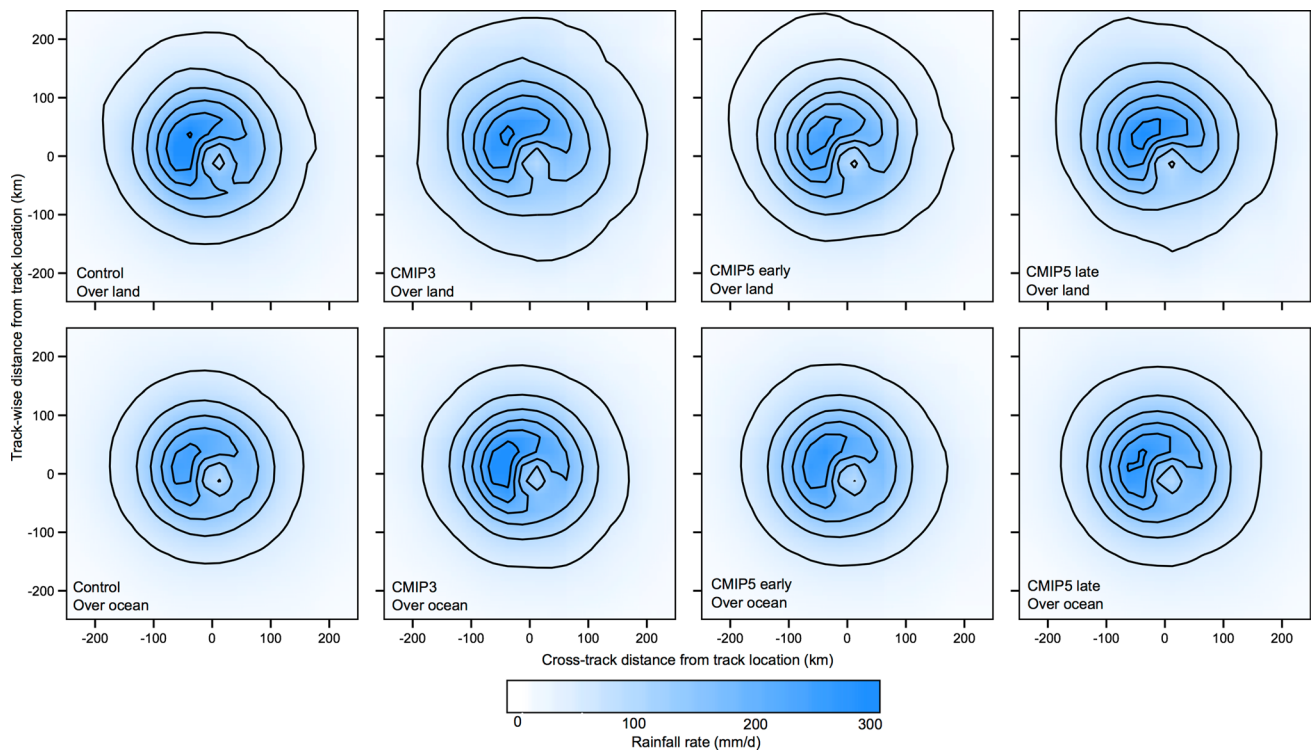 200
100
0
-100
-200
Track-wise distance from track location (km)
Control
Over land
CMIP3
Over land
CMIP5 early
Over land
CMIP5 late
Over land
200
100
0
-100
-200
Control
Over ocean
CMIP3
Over ocean
CMIP5 early
Over ocean
CMIP5 late
Over ocean
-200 -100 0 100 200 -200 -100 0 100 200 -200 -100 0 100 200 -200 -100 0 100 200
Cross-track distance from track location (km)
0 100 200 300
Rainfall rate (mm/d)